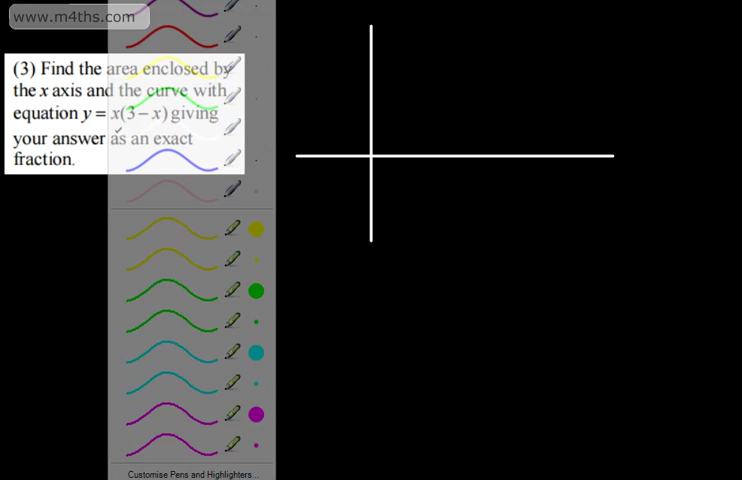 www.m4ths.com
(3) Find the area enclosed by
the x axis and the curve with
equation y = x(3 − x) giving
your answer as an exact
fraction.
Customise Pens and Highlighters...